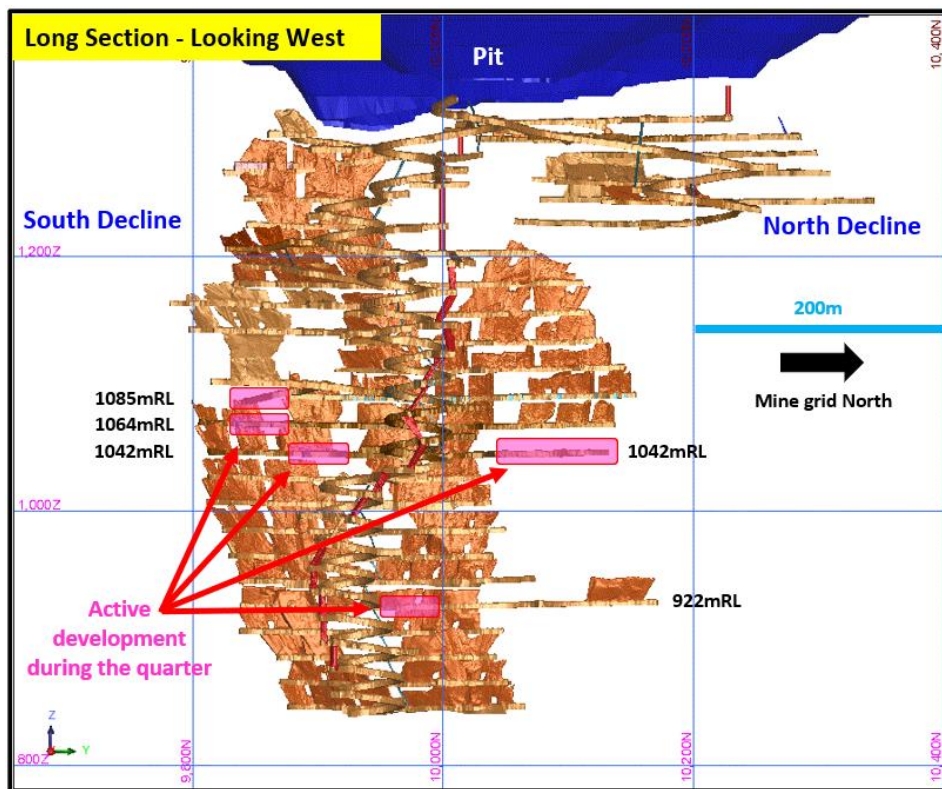 Long Section - Looking West
Pit
10,400N
South Decline
North Decline
1,200Z
200m
Mine grid North
1085mRL
1064mRL
1042mRL
1042mRL
1,000Z
922mRL
Active
development
during the quarter
Z
Y
800Z
9,800N
10,000N
10,200N
10,400N